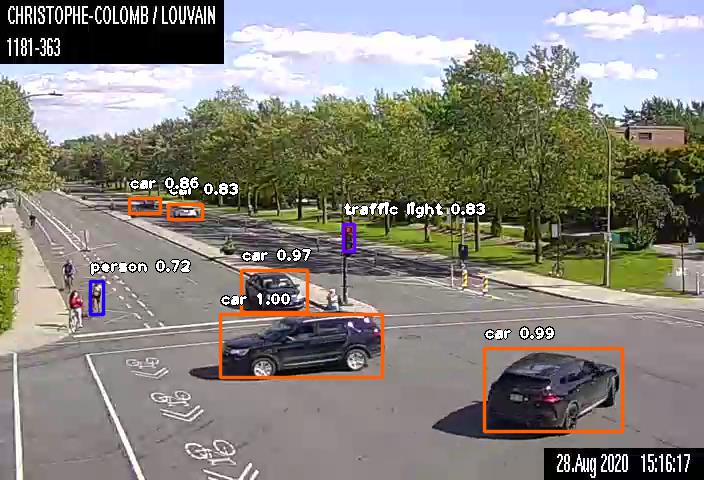 CHRISTOPHE-COLOMB / LOUVAIN
1181-363
car 0.86
car 0.83
traffic light 0.83
person 0.72
car 0.97
car 1.00
car 0.99
28.Aug 2020 15:16:17